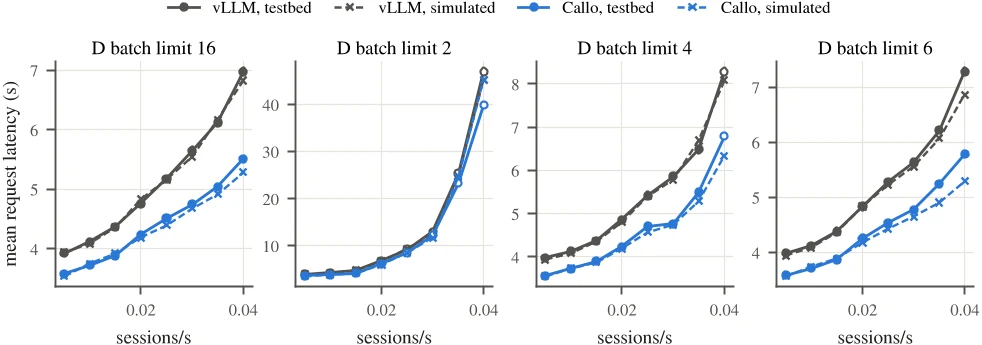 vLLM, testbed vLLM, simulated Callo, testbed Callo, simulated
D batch limit 16
7
6
5
4
0.02 0.04
sessions/s
mean request latency (s)
D batch limit 2
40
30
20
10
0.02 0.04
sessions/s
D batch limit 4
8
7
6
5
4
0.02 0.04
sessions/s
D batch limit 6
7
6
5
4
0.02 0.04
sessions/s